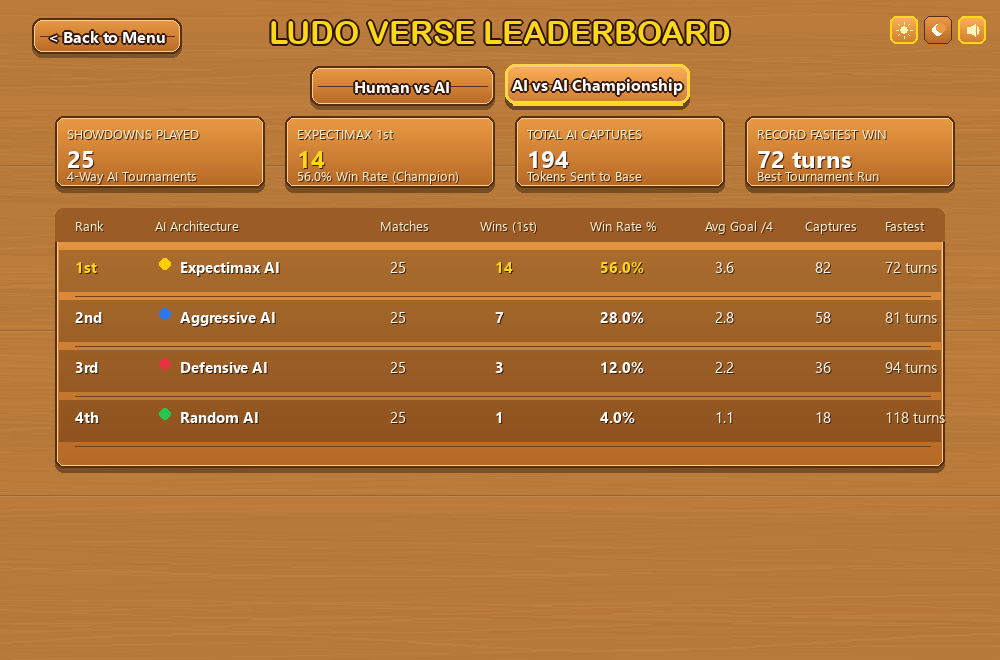 < Back to Menu
LUDO VERSE LEADERBOARD
Human vs AI
AI vs AI Championship
SHOWDOWNS PLAYED
25
4-Way AI Tournaments
EXPECTIMAX 1st
14
56.0% Win Rate (Champion)
TOTAL AI CAPTURES
194
Tokens Sent to Base
RECORD FASTEST WIN
72 turns
Best Tournament Run
Rank AI Architecture Matches Wins (1st) Win Rate % Avg Goal /4 Captures Fastest
1st Expectimax AI 25 14 56.0% 3.6 82 72 turns
2nd Aggressive AI 25 7 28.0% 2.8 58 81 turns
3rd Defensive AI 25 3 12.0% 2.2 36 94 turns
4th Random AI 25 1 4.0% 1.1 18 118 turns